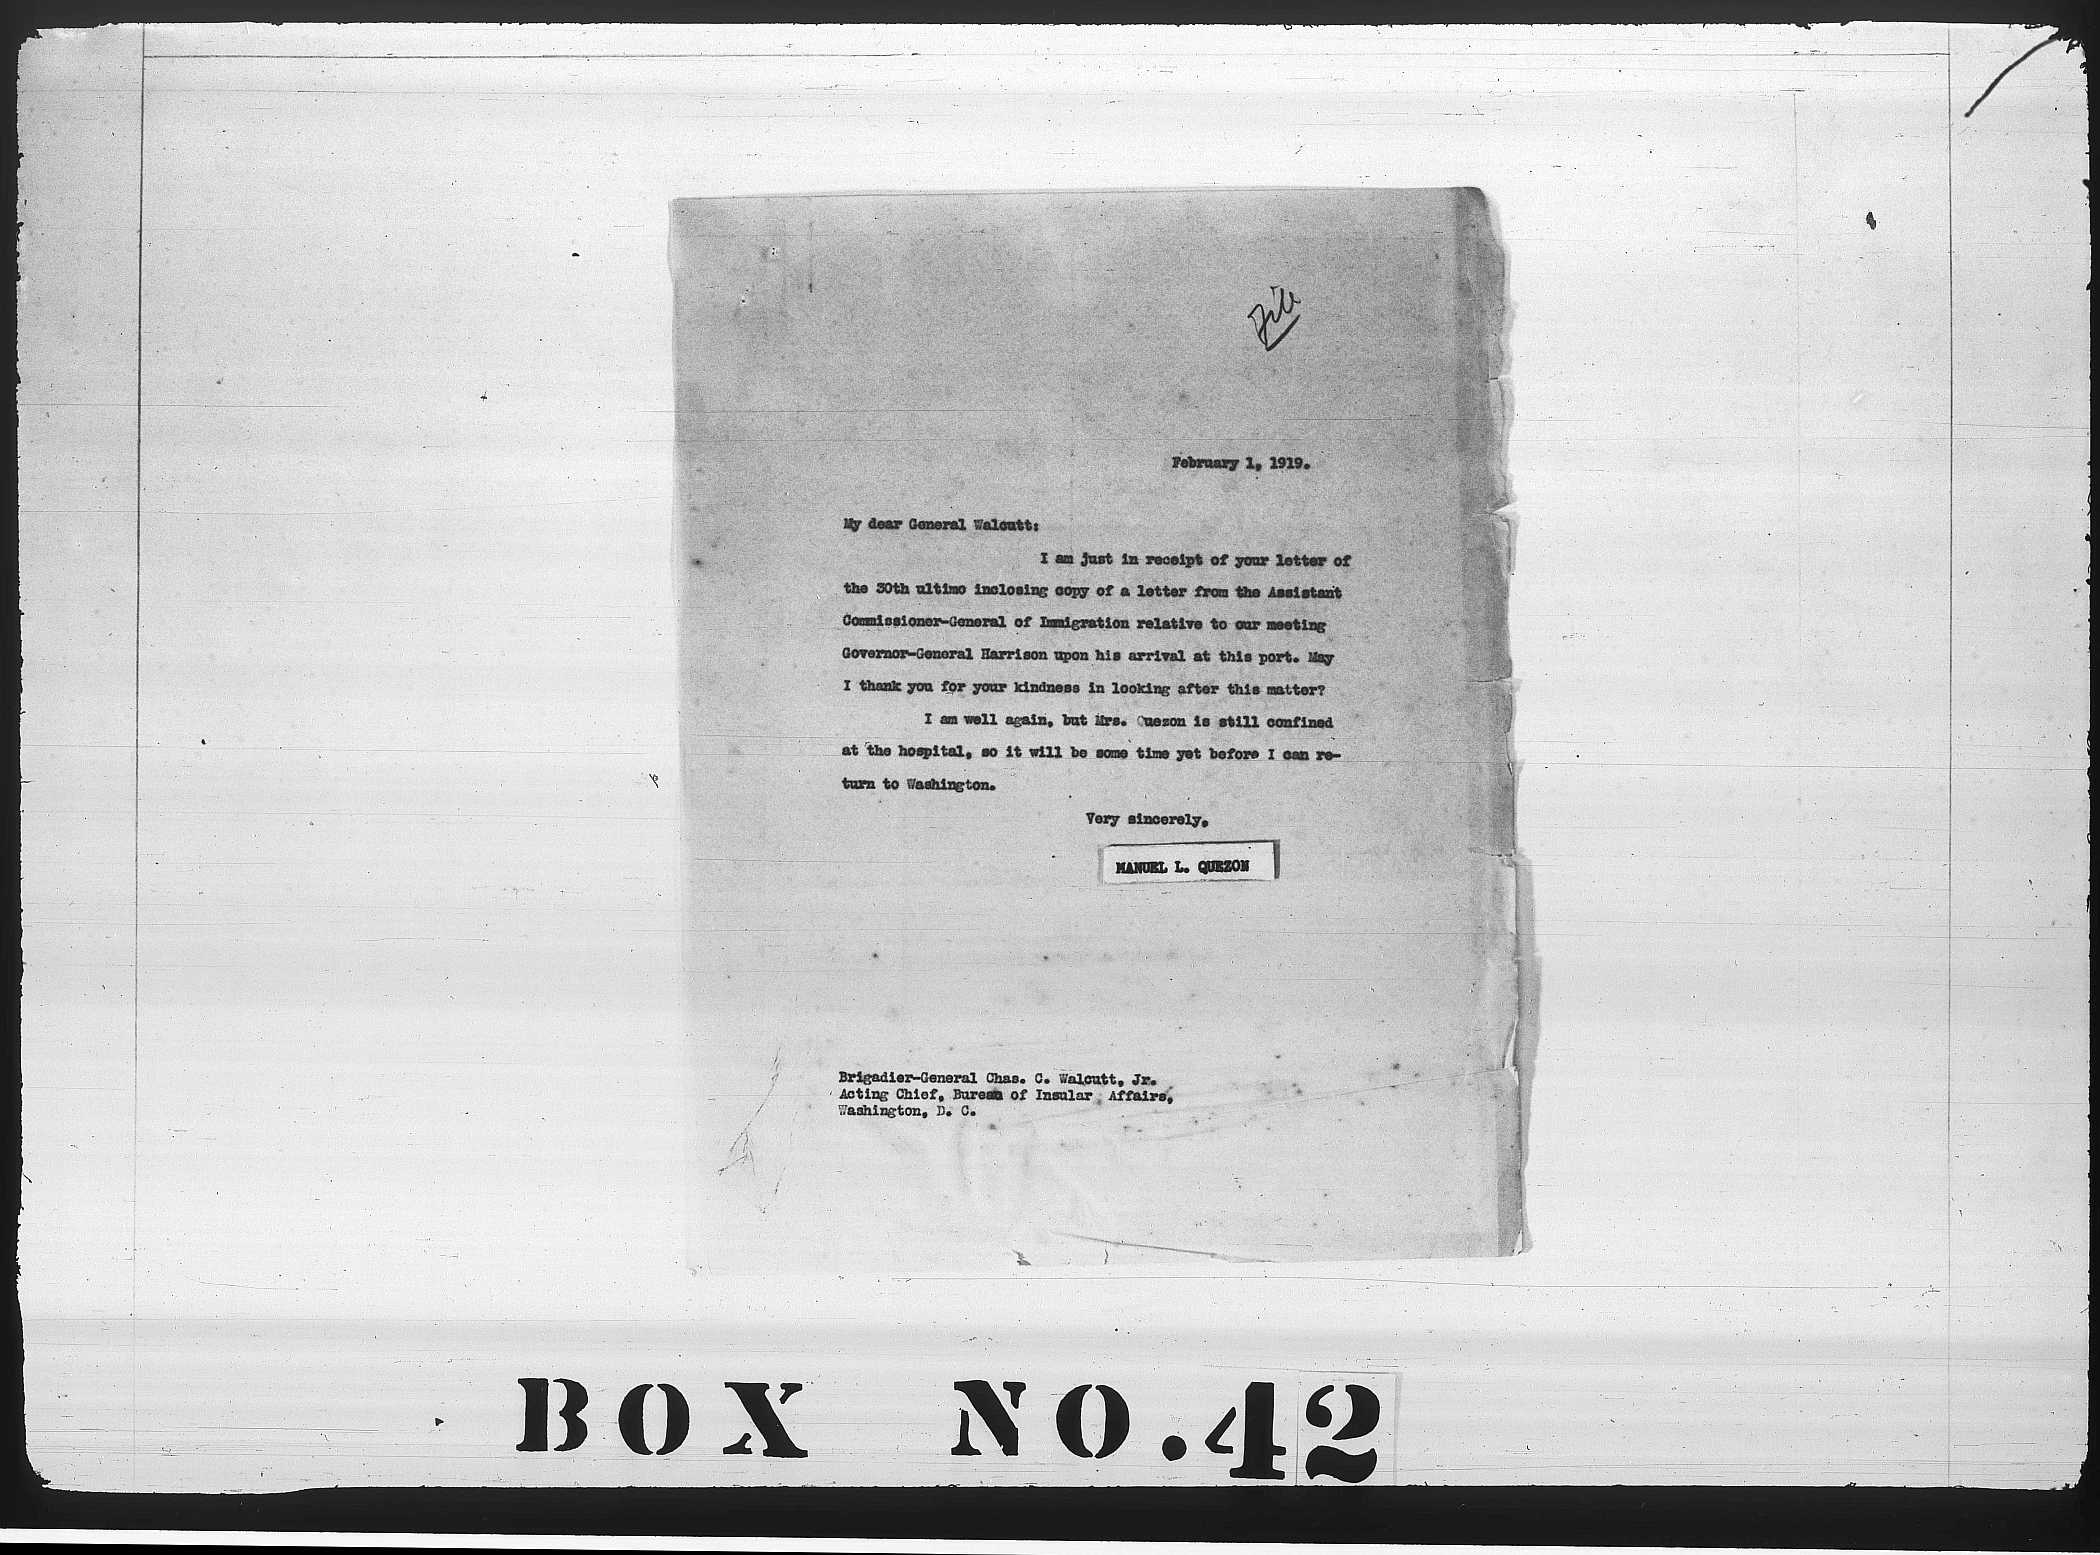 File
February 1, 1919.
My dear General Walcutt:
I am just in receipt of your letter of
the 30th ultimo inclosing copy of a letter from the Assistant
Commissioner-General of Immigration relative to our meeting
Governor-General Harrison upon his arrival at this port. May
I thank you for your kindness in looking after this matter?
I am well again, but Mrs. Quezon is still confined
at the hospital, so it will be some time yet before I can re-
turn to Washington.
Very sincerely,
MANUEL L. QUEZON
Brigadier-General Chas. C. Walcutt, Jr.
Acting Chief, Bureau of Insular Affairs,
Washington, D. C.
BOX NO.42